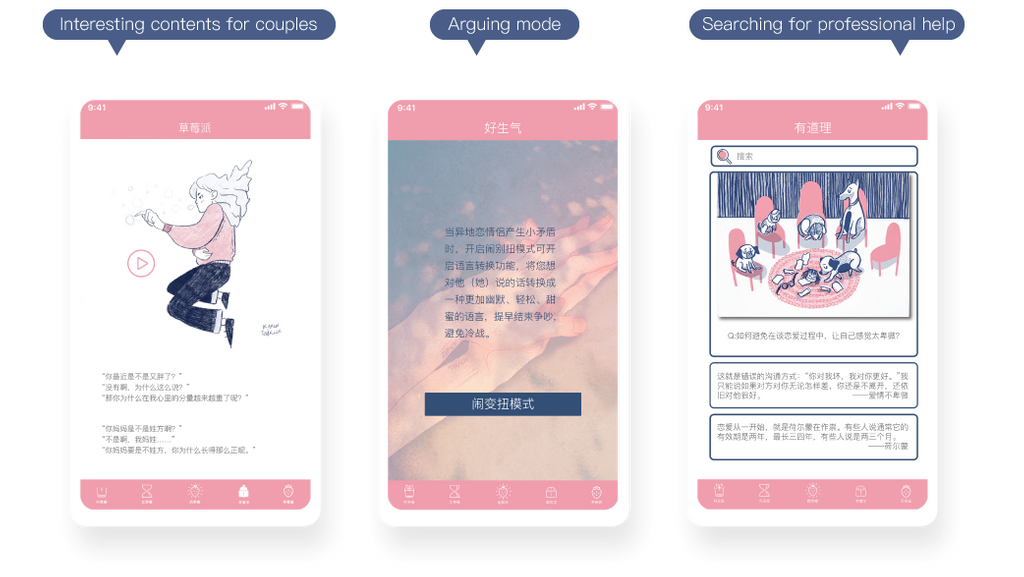 Interesting contents for couples
Arguing mode
Searching for professional help
9:41
草莓派
"你最近是不是又胖了？"
"没有啊，为什么这么说？"
"那你为什么在我心里的分量越来越重了呢？"
"你妈妈是不是姓方啊？"
"不是啊，我妈姓……"
"你妈妈要是不姓方，你为什么长得那么正呢。"
9:41
好生气
当异地恋情侣产生小矛盾
时，开启闹别扭模式可开
启语言转换功能，将您想
对他（她）说的话转换成
一种更加幽默、轻松、甜
蜜的语言，提早结束争吵，
避免冷战。
闹变扭模式
9:41
有道理
搜索
Q:如何避免在谈恋爱过程中，让自己感觉太卑微?
这就是错误的沟通方式："你对我坏，我对你更好。"我
只能说如果对方对你无论怎样差，你还是不离开，还依
旧对他很好。 ——爱情不卑微
恋爱从一开始，就是荷尔蒙在作祟。有些人说通常它的
有效期是两年，最长三四年，有些人说是两三个月。
——荷尔蒙